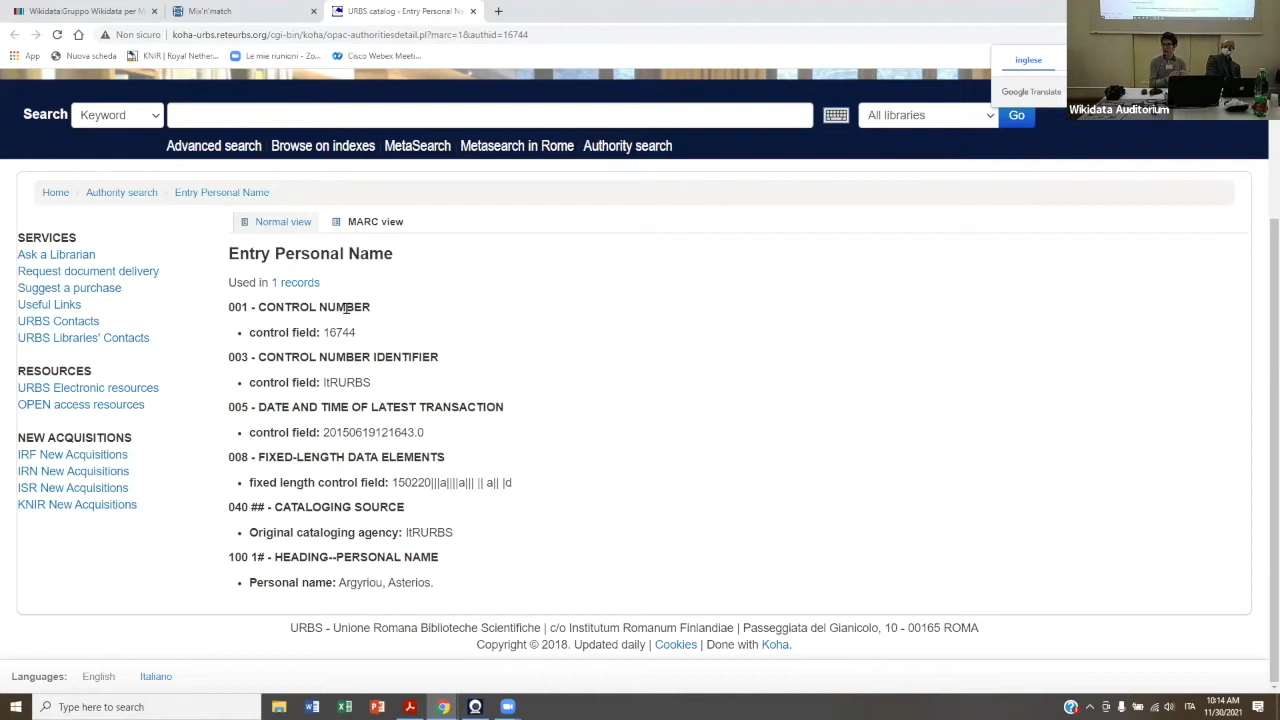 Wikidata:Gruppo Wikidata per M
Mix'n'match
URBS catalog › Entry Personal Na
Non sicuro | koha-urbs.reteurbs.org/cgi-bin/koha/opac-authoritiesdetail.pl?marc=1&authid=16744
App
Nuova scheda
KNIR | Royal Nether...
Le mie riunioni - Zo...
Cisco Webex Meeti...
inglese
Google Translate
Wikidata Auditorium
Search
Keyword
All libraries
Go
Advanced search
Browse on indexes
MetaSearch
Metasearch in Rome
Authority search
Home / Authority search / Entry Personal Name
Normal view
MARC view
SERVICES
Ask a Librarian
Request document delivery
Suggest a purchase
Useful Links
URBS Contacts
URBS Libraries' Contacts
RESOURCES
URBS Electronic resources
OPEN access resources
NEW ACQUISITIONS
IRF New Acquisitions
IRN New Acquisitions
ISR New Acquisitions
KNIR New Acquisitions
Entry Personal Name
Used in 1 records
001 - CONTROL NUMBER
• control field: 16744
003 - CONTROL NUMBER IDENTIFIER
• control field: ItRURBS
005 - DATE AND TIME OF LATEST TRANSACTION
• control field: 20150619121643.0
008 - FIXED-LENGTH DATA ELEMENTS
• fixed length control field: 150220|||a||||a||| || a|| |d
040 ## - CATALOGING SOURCE
• Original cataloging agency: ItRURBS
100 1# - HEADING--PERSONAL NAME
• Personal name: Argyriou, Asterios.
URBS - Unione Romana Biblioteche Scientifiche | c/o Institutum Romanum Finlandiae | Passeggiata del Gianicolo, 10 - 00165 ROMA
Copyright © 2018. Updated daily | Cookies | Done with Koha.
Languages:
English
Italiano
Type here to search
ITA
10:14 AM
11/30/2021